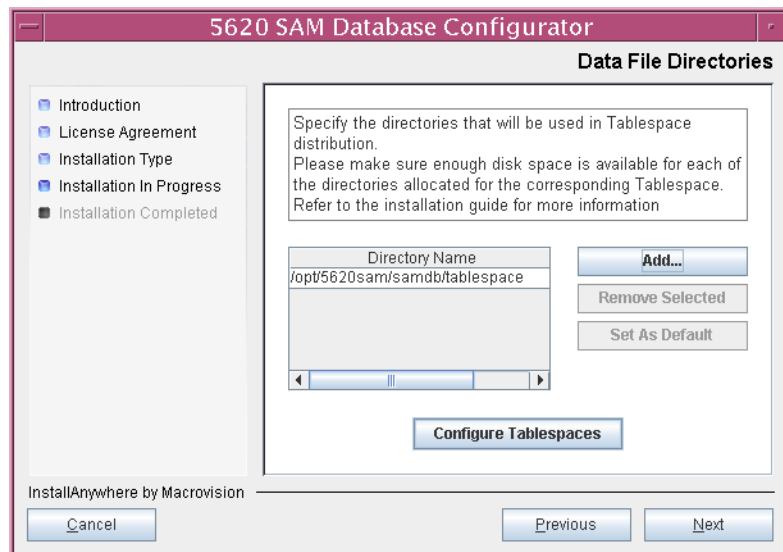 5620 SAM Database Configurator
Data File Directories
Introduction
License Agreement
Installation Type
Installation In Progress
Installation Completed
Specify the directories that will be used in Tablespace
distribution.
Please make sure enough disk space is available for each of
the directories allocated for the corresponding Tablespace.
Refer to the installation guide for more information
Directory Name
/opt/5620sam/samdb/tablespace
Add...
Remove Selected
Set As Default
Configure Tablespaces
InstallAnywhere by Macrovision
Cancel
Previous
Next